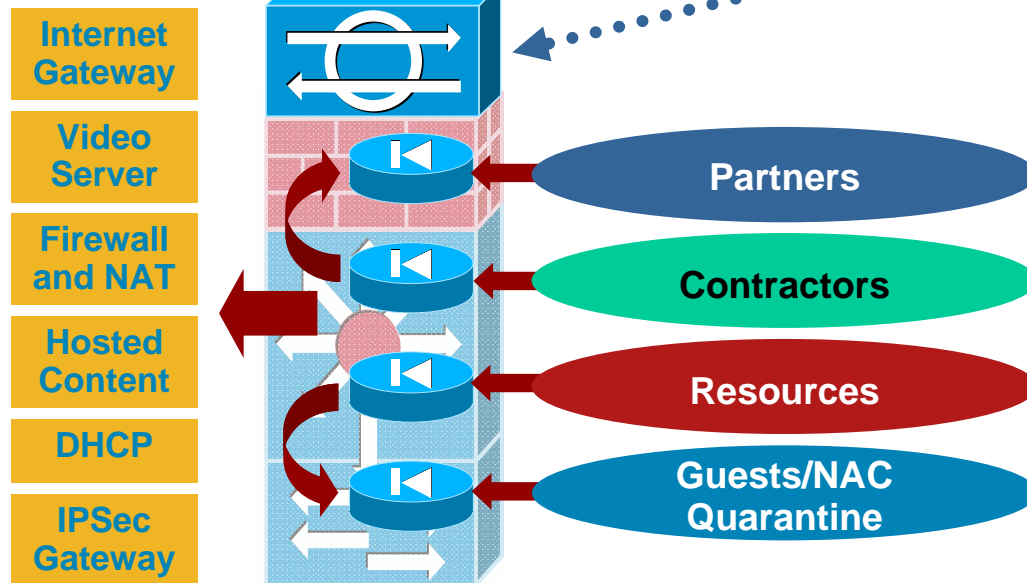 Internet
Gateway
Video
Server
Firewall
and NAT
Hosted
Content
DHCP
IPSec
Gateway
Partners
Contractors
Resources
Guests/NAC
Quarantine